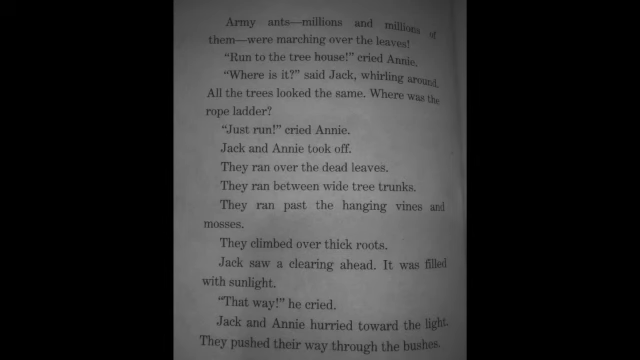 Army ants—millions and millions of
them—were marching over the leaves!
"Run to the tree house!" cried Annie.
"Where is it?" said Jack, whirling around.
All the trees looked the same. Where was the
rope ladder?
"Just run!" cried Annie.
Jack and Annie took off.
They ran over the dead leaves.
They ran between wide tree trunks.
They ran past the hanging vines and
mosses.
They climbed over thick roots.
Jack saw a clearing ahead. It was filled
with sunlight.
"That way!" he cried.
Jack and Annie hurried toward the light.
They pushed their way through the bushes.